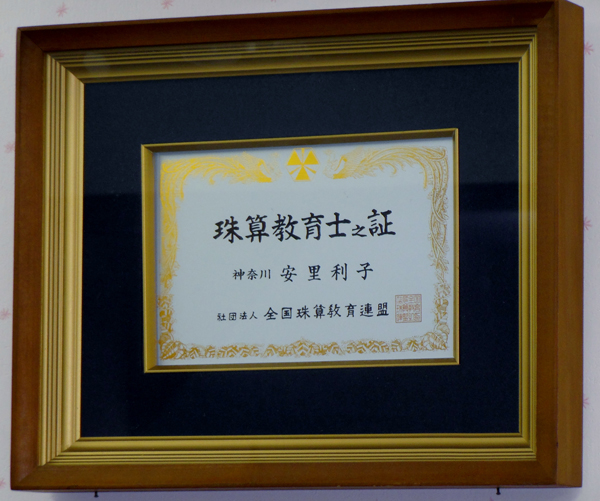 珠算教育士之証
神奈川 安里利子
社団法人 全国珠算教育連盟